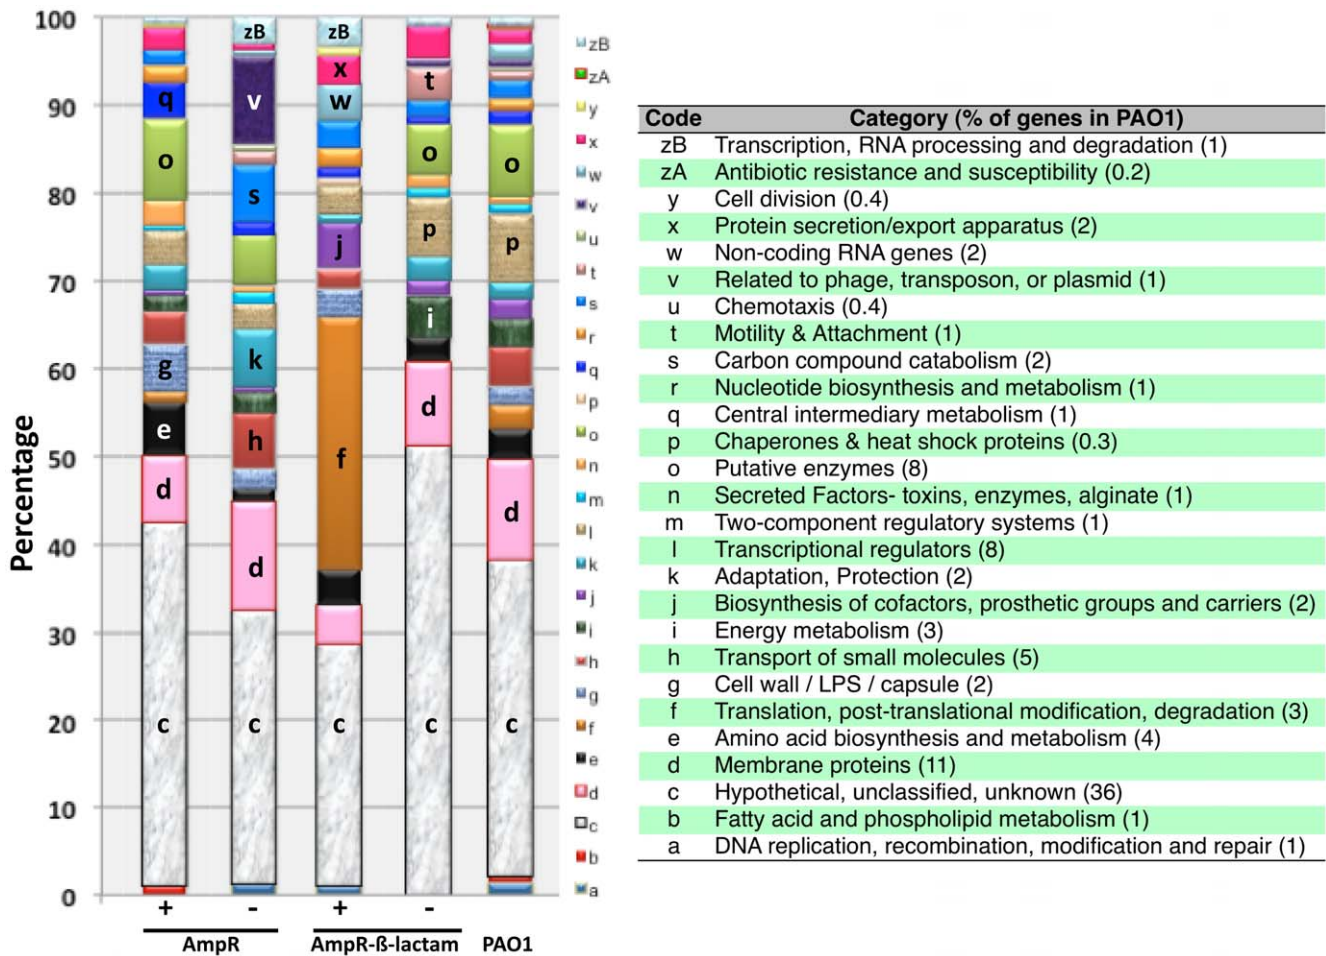 100
90
80
70
60
50
40
30
20
10
0
Percentage
q
o
g
e
d
c
zB
v
s
k
h
d
c
zB
x
w
j
f
c
t
o
p
i
d
c
o
p
d
c
+
-
+
-
AmpR
AmpR-ß-lactam
PAO1
zB
zA
y
x
w
v
u
t
s
r
q
p
o
n
m
l
k
j
i
h
g
f
e
d
c
b
a
Code Category (% of genes in PAO1)
zB Transcription, RNA processing and degradation (1)
zA Antibiotic resistance and susceptibility (0.2)
y Cell division (0.4)
x Protein secretion/export apparatus (2)
w Non-coding RNA genes (2)
v Related to phage, transposon, or plasmid (1)
u Chemotaxis (0.4)
t Motility & Attachment (1)
s Carbon compound catabolism (2)
r Nucleotide biosynthesis and metabolism (1)
q Central intermediary metabolism (1)
p Chaperones & heat shock proteins (0.3)
o Putative enzymes (8)
n Secreted Factors- toxins, enzymes, alginate (1)
m Two-component regulatory systems (1)
l Transcriptional regulators (8)
k Adaptation, Protection (2)
j Biosynthesis of cofactors, prosthetic groups and carriers (2)
i Energy metabolism (3)
h Transport of small molecules (5)
g Cell wall / LPS / capsule (2)
f Translation, post-translational modification, degradation (3)
e Amino acid biosynthesis and metabolism (4)
d Membrane proteins (11)
c Hypothetical, unclassified, unknown (36)
b Fatty acid and phospholipid metabolism (1)
a DNA replication, recombination, modification and repair (1)